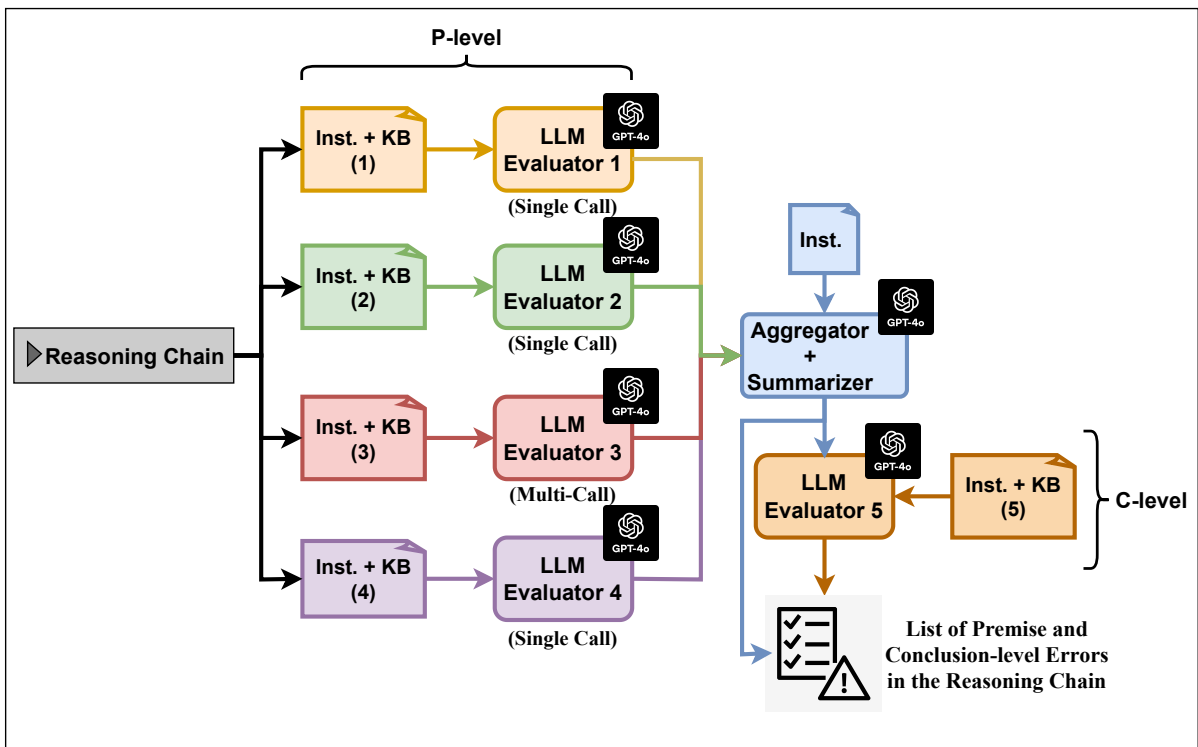 P-level
Inst. + KB
(1)
LLM
Evaluator 1
GPT-4o
(Single Call)
Inst. + KB
(2)
LLM
Evaluator 2
GPT-4o
(Single Call)
Reasoning Chain
Inst. + KB
(3)
LLM
Evaluator 3
GPT-4o
(Multi-Call)
Inst. + KB
(4)
LLM
Evaluator 4
GPT-4o
(Single Call)
Inst.
Aggregator
+
Summarizer
GPT-4o
LLM
Evaluator 5
GPT-4o
Inst. + KB
(5)
C-level
List of Premise and
Conclusion-level Errors
in the Reasoning Chain